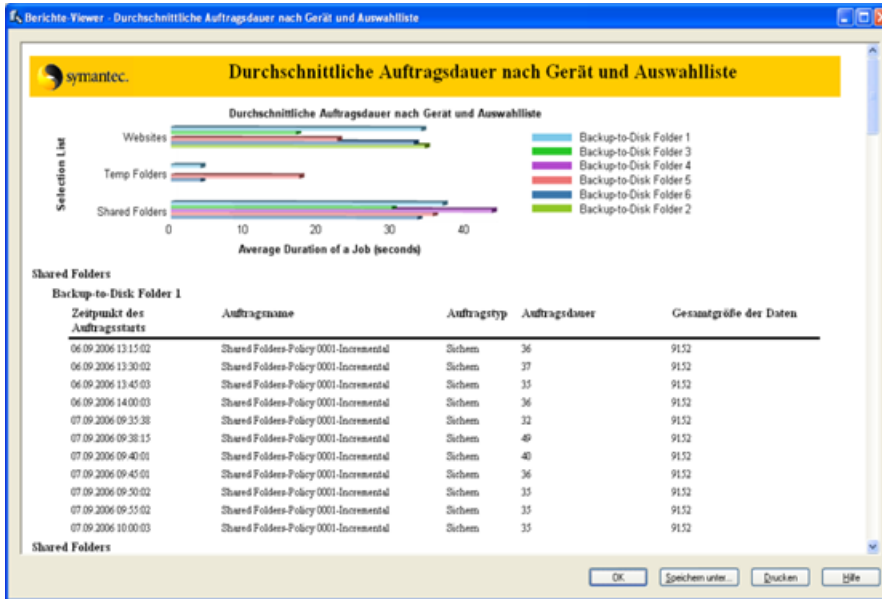 Berichte-Viewer - Durchschnittliche Auftragsdauer nach Gerät und Auswahlliste
symantec.
Durchschnittliche Auftragsdauer nach Gerät und Auswahlliste
Durchschnittliche Auftragsdauer nach Gerät und Auswahlliste
Selection List
Websites
Temp Folders
Shared Folders
0 10 20 30 40
Average Duration of a Job (seconds)
Backup-to-Disk Folder 1
Backup-to-Disk Folder 3
Backup-to-Disk Folder 4
Backup-to-Disk Folder 5
Backup-to-Disk Folder 6
Backup-to-Disk Folder 2
Shared Folders
Backup-to-Disk Folder 1
Zeitpunkt des Auftragsstarts Auftragsname Auftragstyp Auftragsdauer Gesamtgröße der Daten
06.09.2006 13:15:02 Shared Folders-Policy 0001-Incremental Sichern 36 9152
06.09.2006 13:30:02 Shared Folders-Policy 0001-Incremental Sichern 37 9152
06.09.2006 13:45:03 Shared Folders-Policy 0001-Incremental Sichern 35 9152
06.09.2006 14:00:03 Shared Folders-Policy 0001-Incremental Sichern 36 9152
07.09.2006 09:35:38 Shared Folders-Policy 0001-Incremental Sichern 32 9152
07.09.2006 09:38:15 Shared Folders-Policy 0001-Incremental Sichern 49 9152
07.09.2006 09:40:01 Shared Folders-Policy 0001-Incremental Sichern 40 9152
07.09.2006 09:45:01 Shared Folders-Policy 0001-Incremental Sichern 36 9152
07.09.2006 09:50:02 Shared Folders-Policy 0001-Incremental Sichern 35 9152
07.09.2006 09:55:02 Shared Folders-Policy 0001-Incremental Sichern 35 9152
07.09.2006 10:00:03 Shared Folders-Policy 0001-Incremental Sichern 35 9152
Shared Folders
OK Speichern unter... Drucken Hilfe